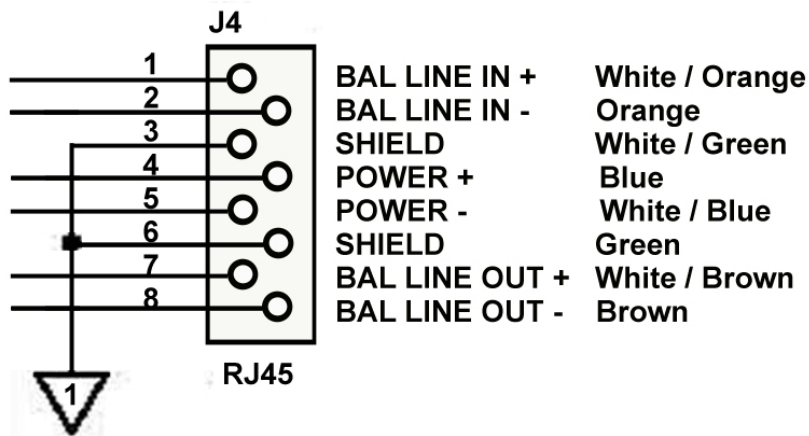 J4
1 BAL LINE IN + White / Orange
2 BAL LINE IN - Orange
3 SHIELD White / Green
4 POWER + Blue
5 POWER - White / Blue
6 SHIELD Green
7 BAL LINE OUT + White / Brown
8 BAL LINE OUT - Brown
RJ45
1